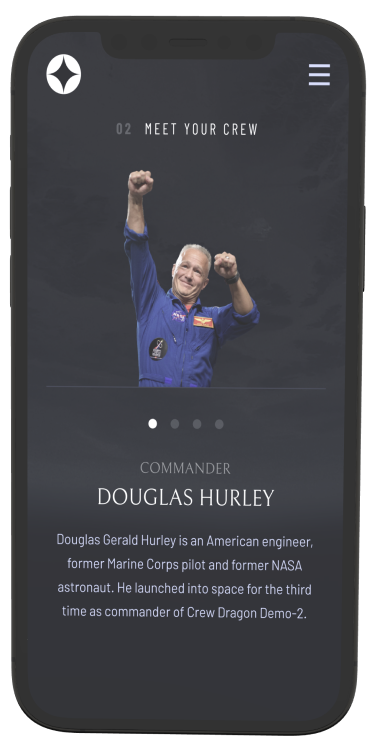 02 MEET YOUR CREW
NASA
COMMANDER
DOUGLAS HURLEY
Douglas Gerald Hurley is an American engineer,
former Marine Corps pilot and former NASA
astronaut. He launched into space for the third
time as commander of Crew Dragon Demo-2.